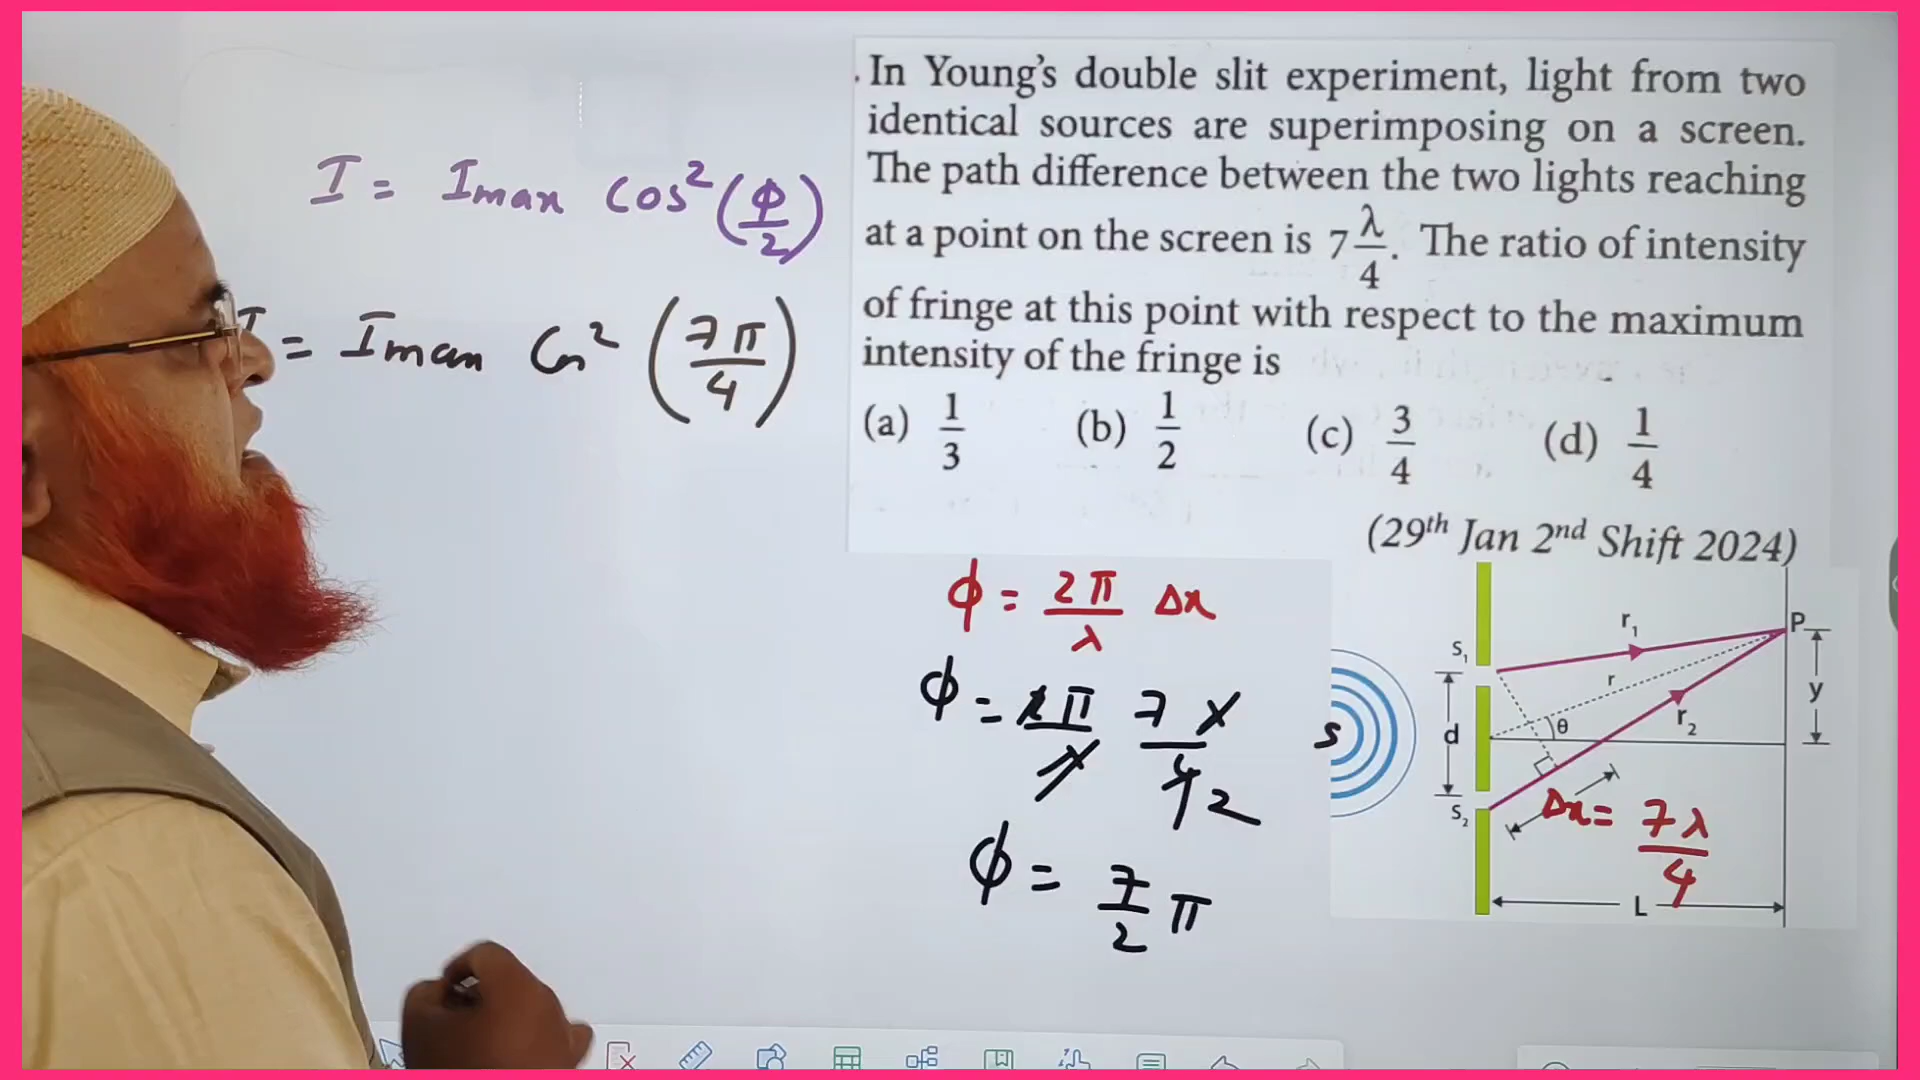 I = Imax Cos²(ϕ/2)
I = Imax Cos² (7π/4)
. In Young's double slit experiment, light from two
identical sources are superimposing on a screen.
The path difference between the two lights reaching
at a point on the screen is 7 λ/4. The ratio of intensity
of fringe at this point with respect to the maximum
intensity of the fringe is
(a) 1/3 (b) 1/2 (c) 3/4 (d) 1/4
(29th Jan 2nd Shift 2024)
ϕ = 2π/λ Δx
ϕ = 2π/λ 7λ/4 2
ϕ = 7/2 π
S
S₁
d
S₂
r₁
r
r₂
θ
P
y
Δx = 7λ/4
L